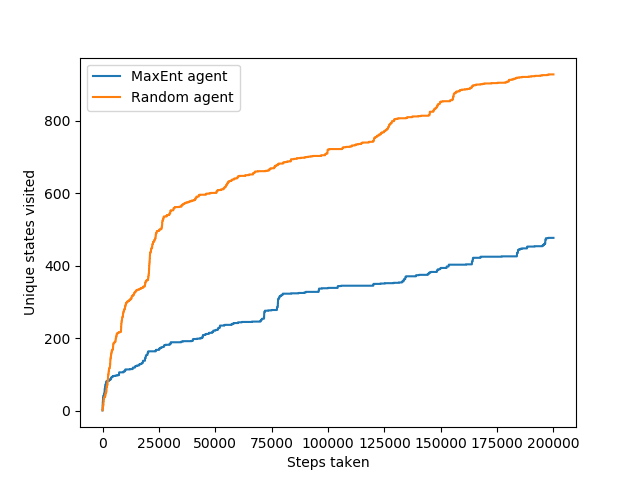 MaxEnt agent
Random agent
Unique states visited
800
600
400
200
0
0 25000 50000 75000 100000 125000 150000 175000 200000
Steps taken